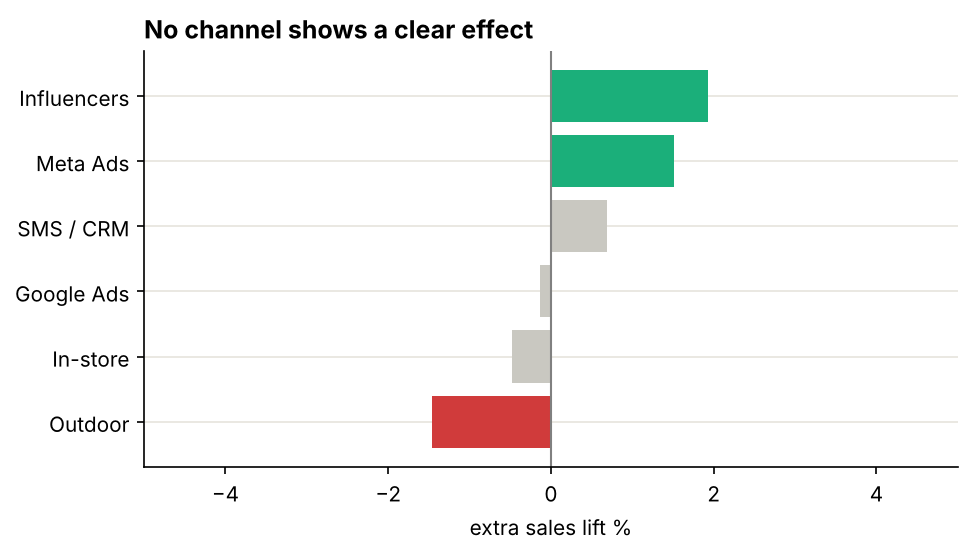 No channel shows a clear effect
Influencers
Meta Ads
SMS / CRM
Google Ads
In-store
Outdoor
−4 −2 0 2 4
extra sales lift %